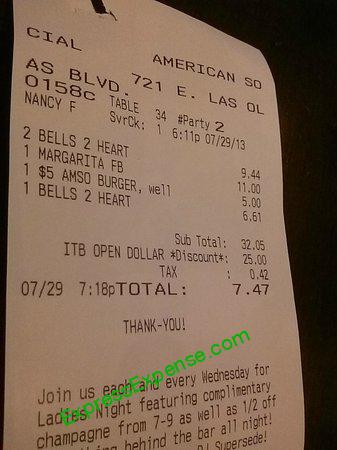 AMERICAN SO
CIAL
721 E. LAS OL
AS BLVD.
0158C TABLE 34 #Party 2
NANCY F SvrCk: 1 6:11p 07/29/13
2 BELLS 2 HEART 9.44
1 MARGARITA FB 11.00
1 $5 AMSO BURGER, well 5.00
1 BELLS 2 HEART 6.61
Sub Total: 32.05
ITB OPEN DOLLAR *Discount*: 25.00
TAX : 0.42
07/29 7:18pTOTAL: 7.47
THANK-YOU!
Join us each and every Wednesday for
Ladies Night featuring complimentary
champagne from 7-9 as well as 1/2 off
behind the bar all night!
DJ Supersede!
ExpressExpense.com